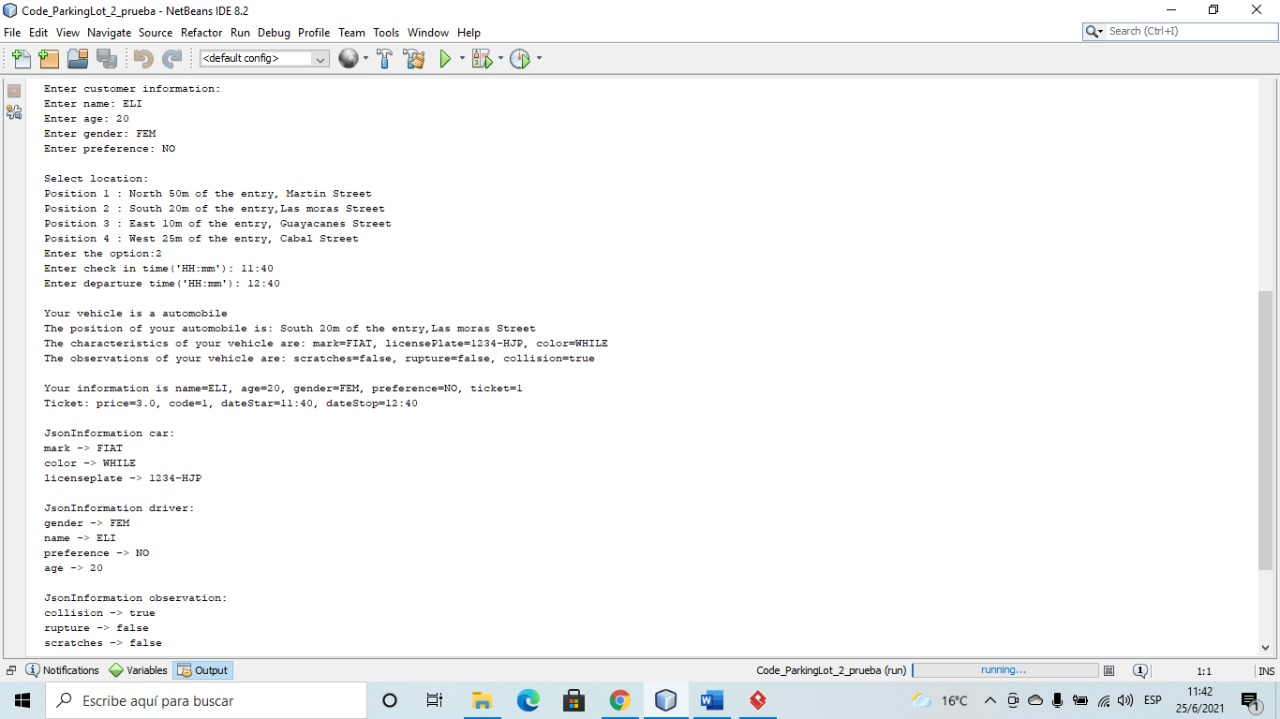 Code_ParkingLot_2_prueba - NetBeans IDE 8.2
File Edit View Navigate Source Refactor Run Debug Profile Team Tools Window Help
Search (Ctrl+I)
<default config>
Enter customer information:
Enter name: ELI
Enter age: 20
Enter gender: FEM
Enter preference: NO
Select location:
Position 1 : North 50m of the entry, Martin Street
Position 2 : South 20m of the entry,Las moras Street
Position 3 : East 10m of the entry, Guayacanes Street
Position 4 : West 25m of the entry, Cabal Street
Enter the option:2
Enter check in time('HH:mm'): 11:40
Enter departure time('HH:mm'): 12:40
Your vehicle is a automobile
The position of your automobile is: South 20m of the entry,Las moras Street
The characteristics of your vehicle are: mark=FIAT, licensePlate=1234-HJP, color=WHILE
The observations of your vehicle are: scratches=false, rupture=false, collision=true
Your information is name=ELI, age=20, gender=FEM, preference=NO, ticket=1
Ticket: price=3.0, code=1, dateStar=11:40, dateStop=12:40
JsonInformation car:
mark -> FIAT
color -> WHILE
licenseplate -> 1234-HJP
JsonInformation driver:
gender -> FEM
name -> ELI
preference -> NO
age -> 20
JsonInformation observation:
collision -> true
rupture -> false
scratches -> false
Notifications Variables Output Code_ParkingLot_2_prueba (run) running... 1:1 INS
Escribe aquí para buscar
16°C ESP
11:42
25/6/2021
1